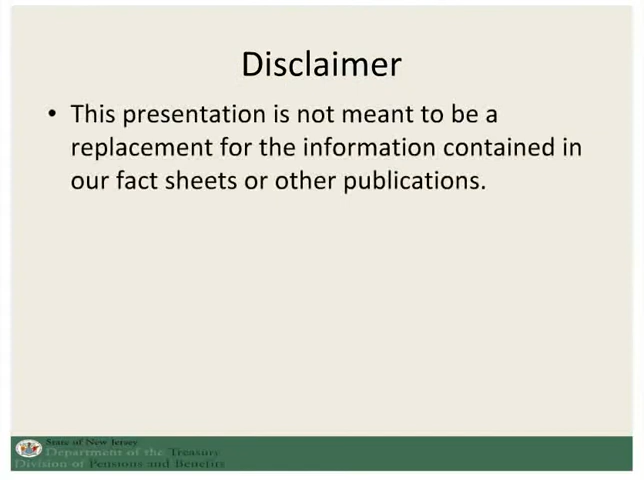 Disclaimer
• This presentation is not meant to be a
replacement for the information contained in
our fact sheets or other publications.
State of New Jersey
Department of the Treasury
Division of Pensions and Benefits